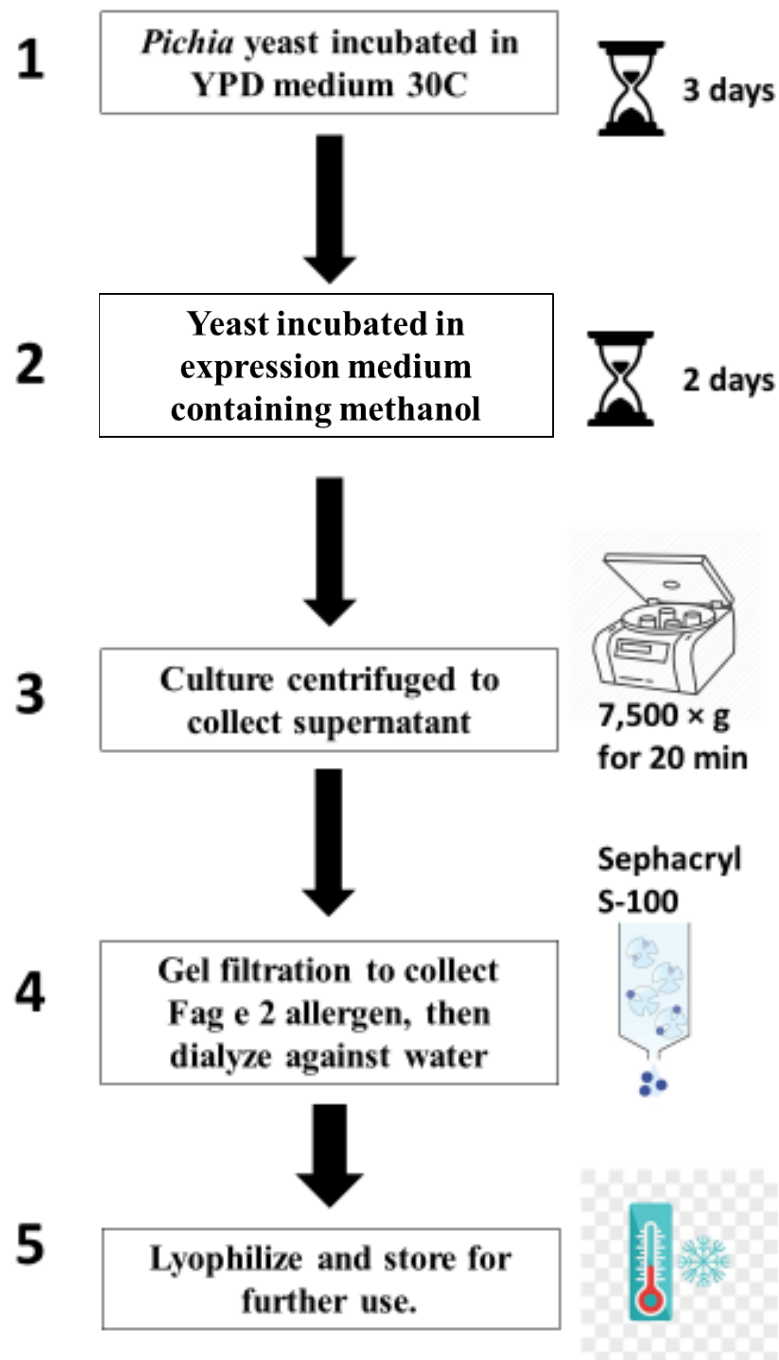 1
Pichia yeast incubated in
YPD medium 30C
3 days
2
Yeast incubated in
expression medium
containing methanol
2 days
3
Culture centrifuged to
collect supernatant
7,500 × g
for 20 min
Sephacryl
S-100
4
Gel filtration to collect
Fag e 2 allergen, then
dialyze against water
5
Lyophilize and store for
further use.